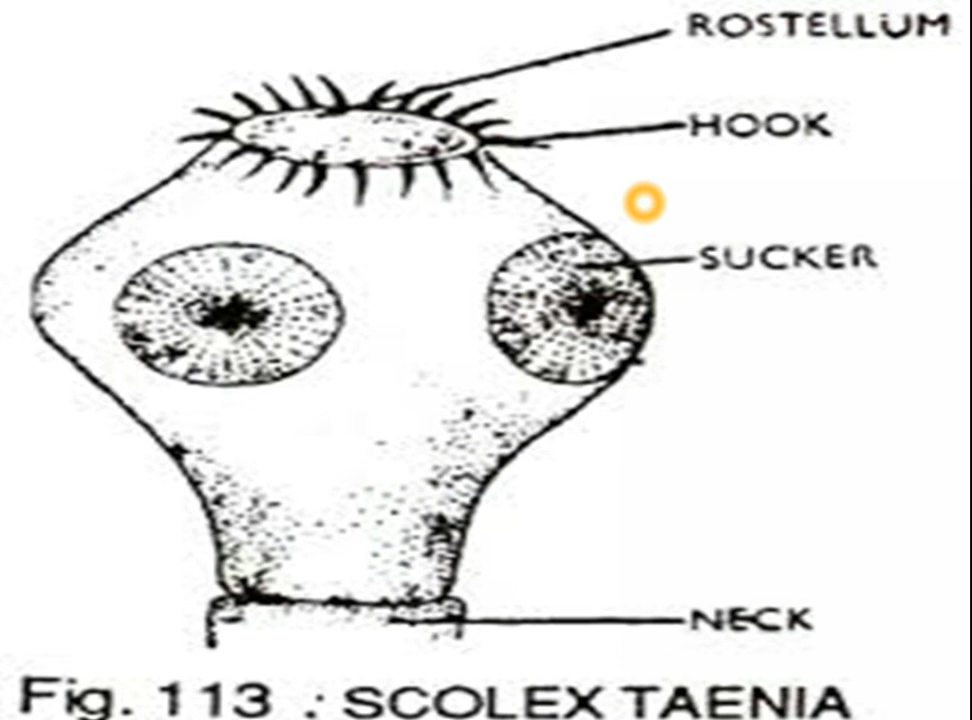 ROSTELLUM
HOOK
SUCKER
NECK
Fig. 113 : SCOLEX TAENIA